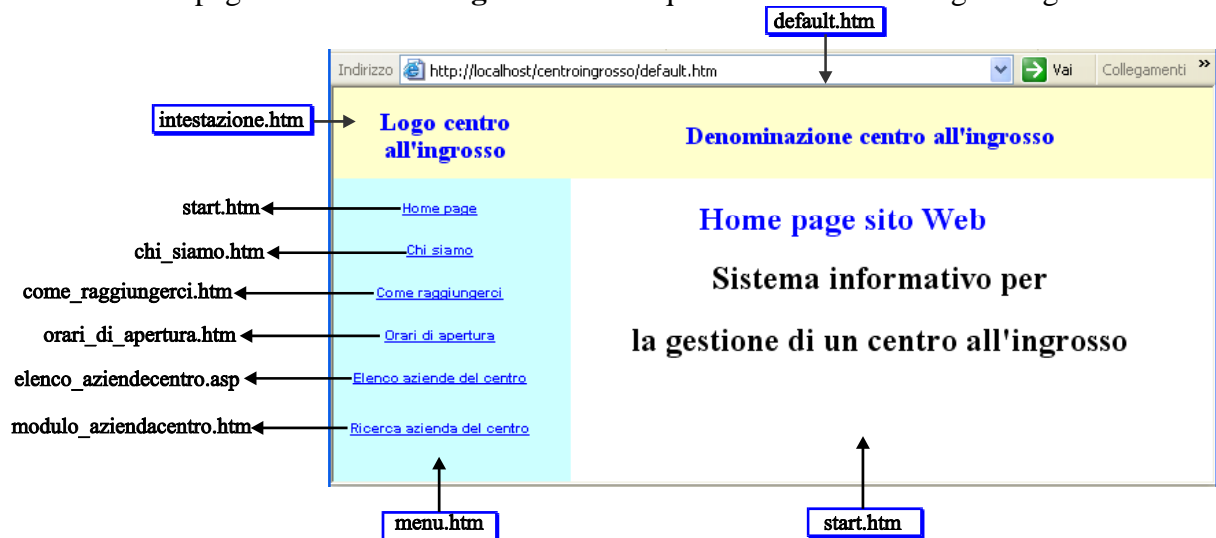 default.htm
Indirizzo http://localhost/centroingrosso/default.htm Vai Collegamenti »
intestazione.htm
Logo centro
all'ingrosso
Denominazione centro all'ingrosso
start.htm Home page
chi_siamo.htm Chi siamo
come_raggiungerci.htm Come raggiungerci
orari_di_apertura.htm Orari di apertura
elenco_aziendecentro.asp Elenco aziende del centro
modulo_aziendacentro.htm Ricerca azienda del centro
Home page sito Web
Sistema informativo per
la gestione di un centro all'ingrosso
menu.htm
start.htm